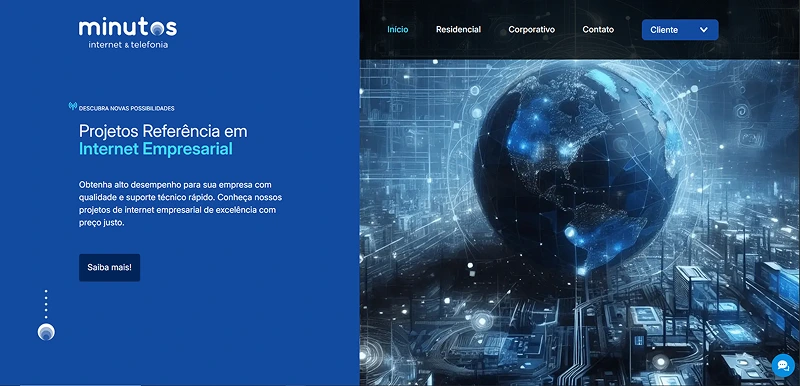 minutos
internet & telefonia
Início
Residencial
Corporativo
Contato
Cliente
DESCUBRA NOVAS POSSIBILIDADES
Projetos Referência em
Internet Empresarial
Obtenha alto desempenho para sua empresa com
qualidade e suporte técnico rápido. Conheça nossos
projetos de internet empresarial de excelência com
preço justo.
Saiba mais!